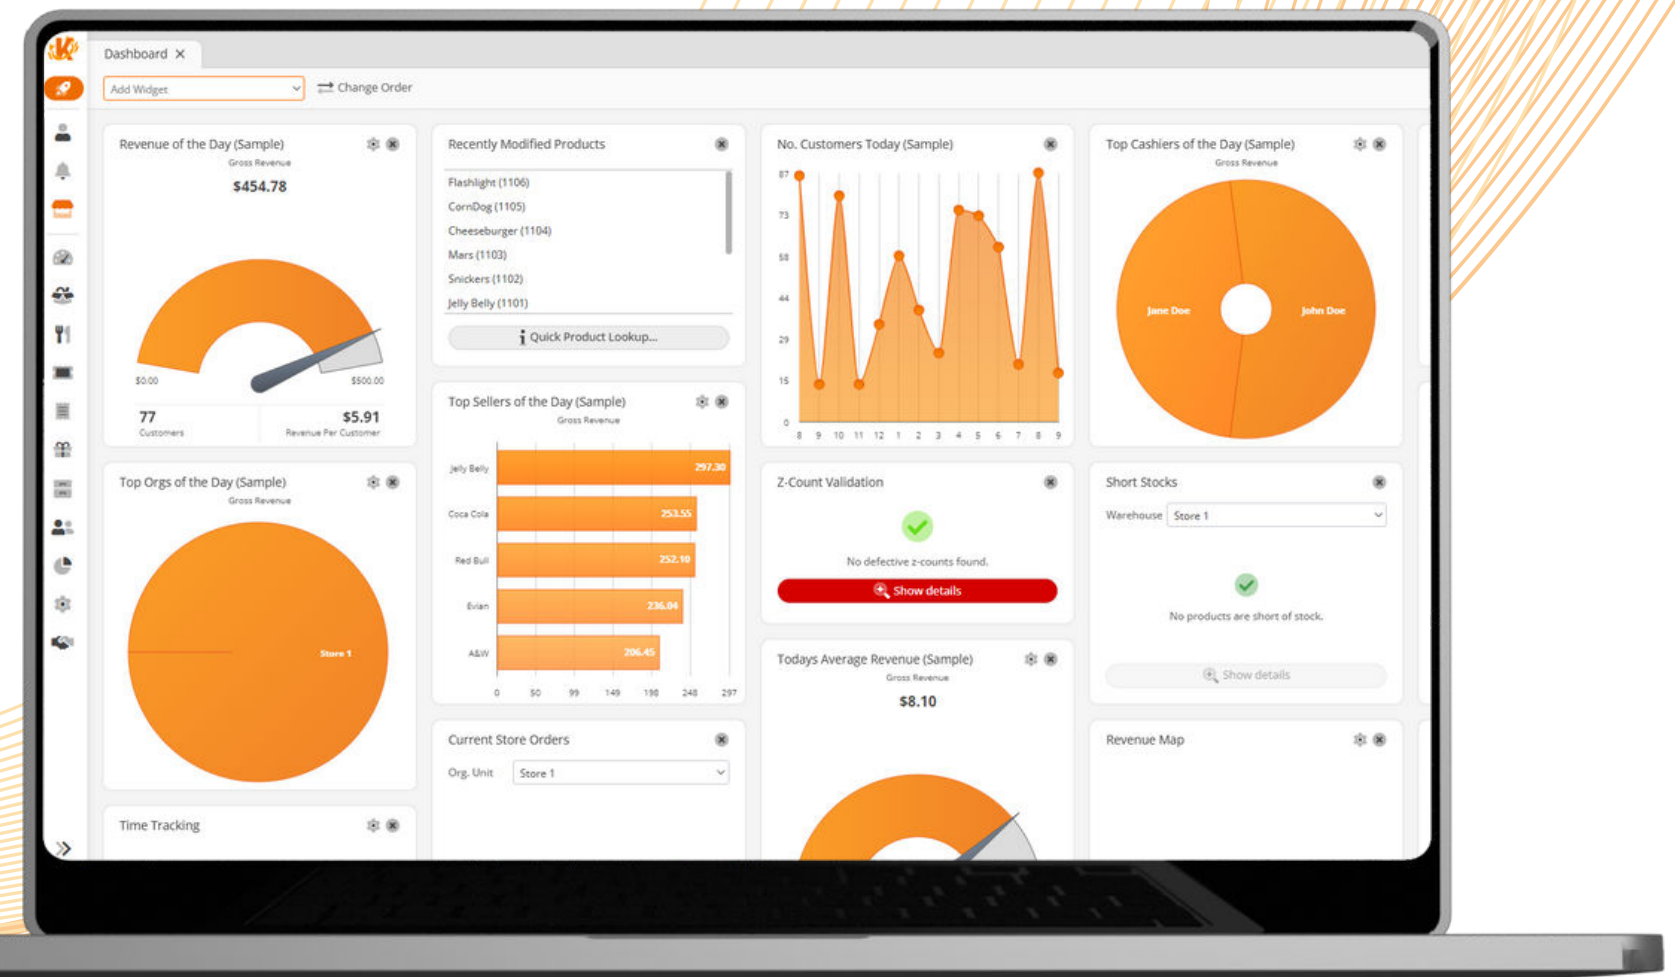 Dashboard
Add Widget
Change Order
Revenue of the Day (Sample)
Gross Revenue
$454.78
$0.00
$500.00
77
Customers
$5.91
Revenue Per Customer
Top Orgs of the Day (Sample)
Gross Revenue
Store 1
Time Tracking
Recently Modified Products
Flashlight (1106)
CornDog (1105)
Cheeseburger (1104)
Mars (1103)
Snickers (1102)
Jelly Belly (1101)
Quick Product Lookup...
Top Sellers of the Day (Sample)
Gross Revenue
Jelly Belly 297.30
Coca Cola 253.55
Red Bull 252.10
Evian 236.04
A&W 206.45
0 50 99 149 198 248 297
Current Store Orders
Org. Unit Store 1
No. Customers Today (Sample)
87
73
58
44
29
15
0
8 9 10 11 12 1 2 3 4 5 6 7 8 9
Z-Count Validation
No defective z-counts found.
Show details
Todays Average Revenue (Sample)
Gross Revenue
$8.10
Top Cashiers of the Day (Sample)
Gross Revenue
Jane Doe
John Doe
Short Stocks
Warehouse Store 1
No products are short of stock.
Show details
Revenue Map